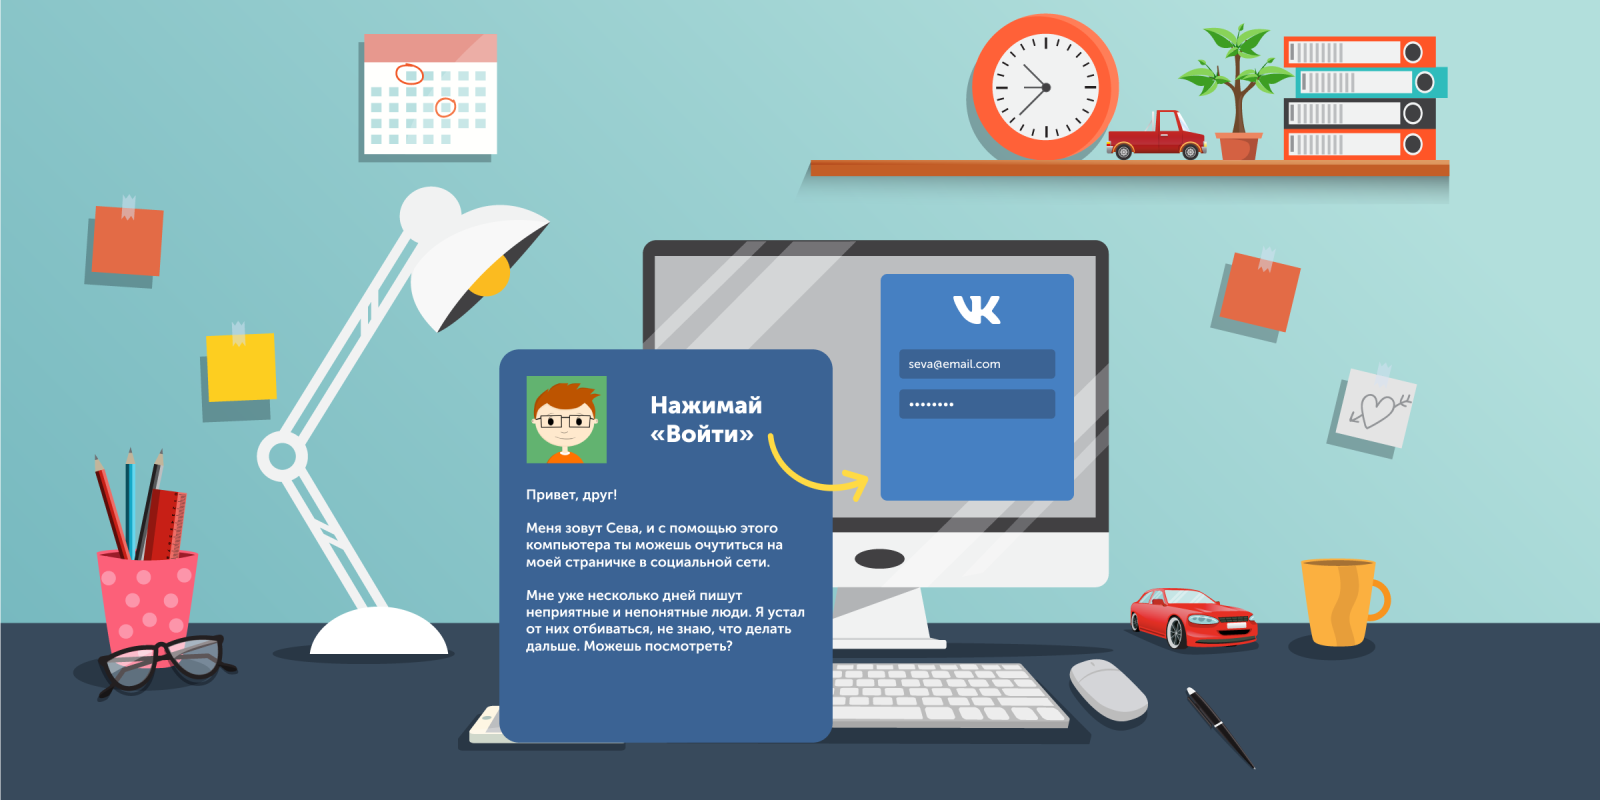 Нажимай
«Войти»
Привет, друг!
Меня зовут Сева, и с помощью этого
компьютера ты можешь очутиться на
моей страничке в социальной сети.
Мне уже несколько дней пишут
неприятные и непонятные люди. Я устал
от них отбиваться, не знаю, что делать
дальше. Можешь посмотреть?
VK
seva@email.com
••••••••